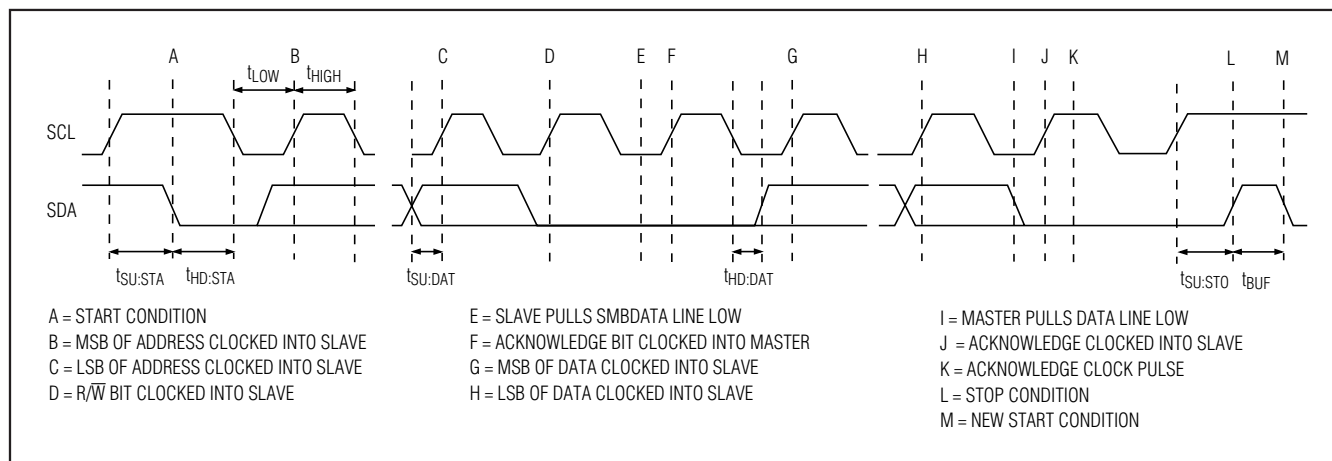 A B C D E F G H I J K L M
tLOW tHIGH
SCL
SDA
tSU:STA tHD:STA tSU:DAT tHD:DAT tSU:STO tBUF
A = START CONDITION
B = MSB OF ADDRESS CLOCKED INTO SLAVE
C = LSB OF ADDRESS CLOCKED INTO SLAVE
D = R/W̅ BIT CLOCKED INTO SLAVE
E = SLAVE PULLS SMBDATA LINE LOW
F = ACKNOWLEDGE BIT CLOCKED INTO MASTER
G = MSB OF DATA CLOCKED INTO SLAVE
H = LSB OF DATA CLOCKED INTO SLAVE
I = MASTER PULLS DATA LINE LOW
J = ACKNOWLEDGE CLOCKED INTO SLAVE
K = ACKNOWLEDGE CLOCK PULSE
L = STOP CONDITION
M = NEW START CONDITION